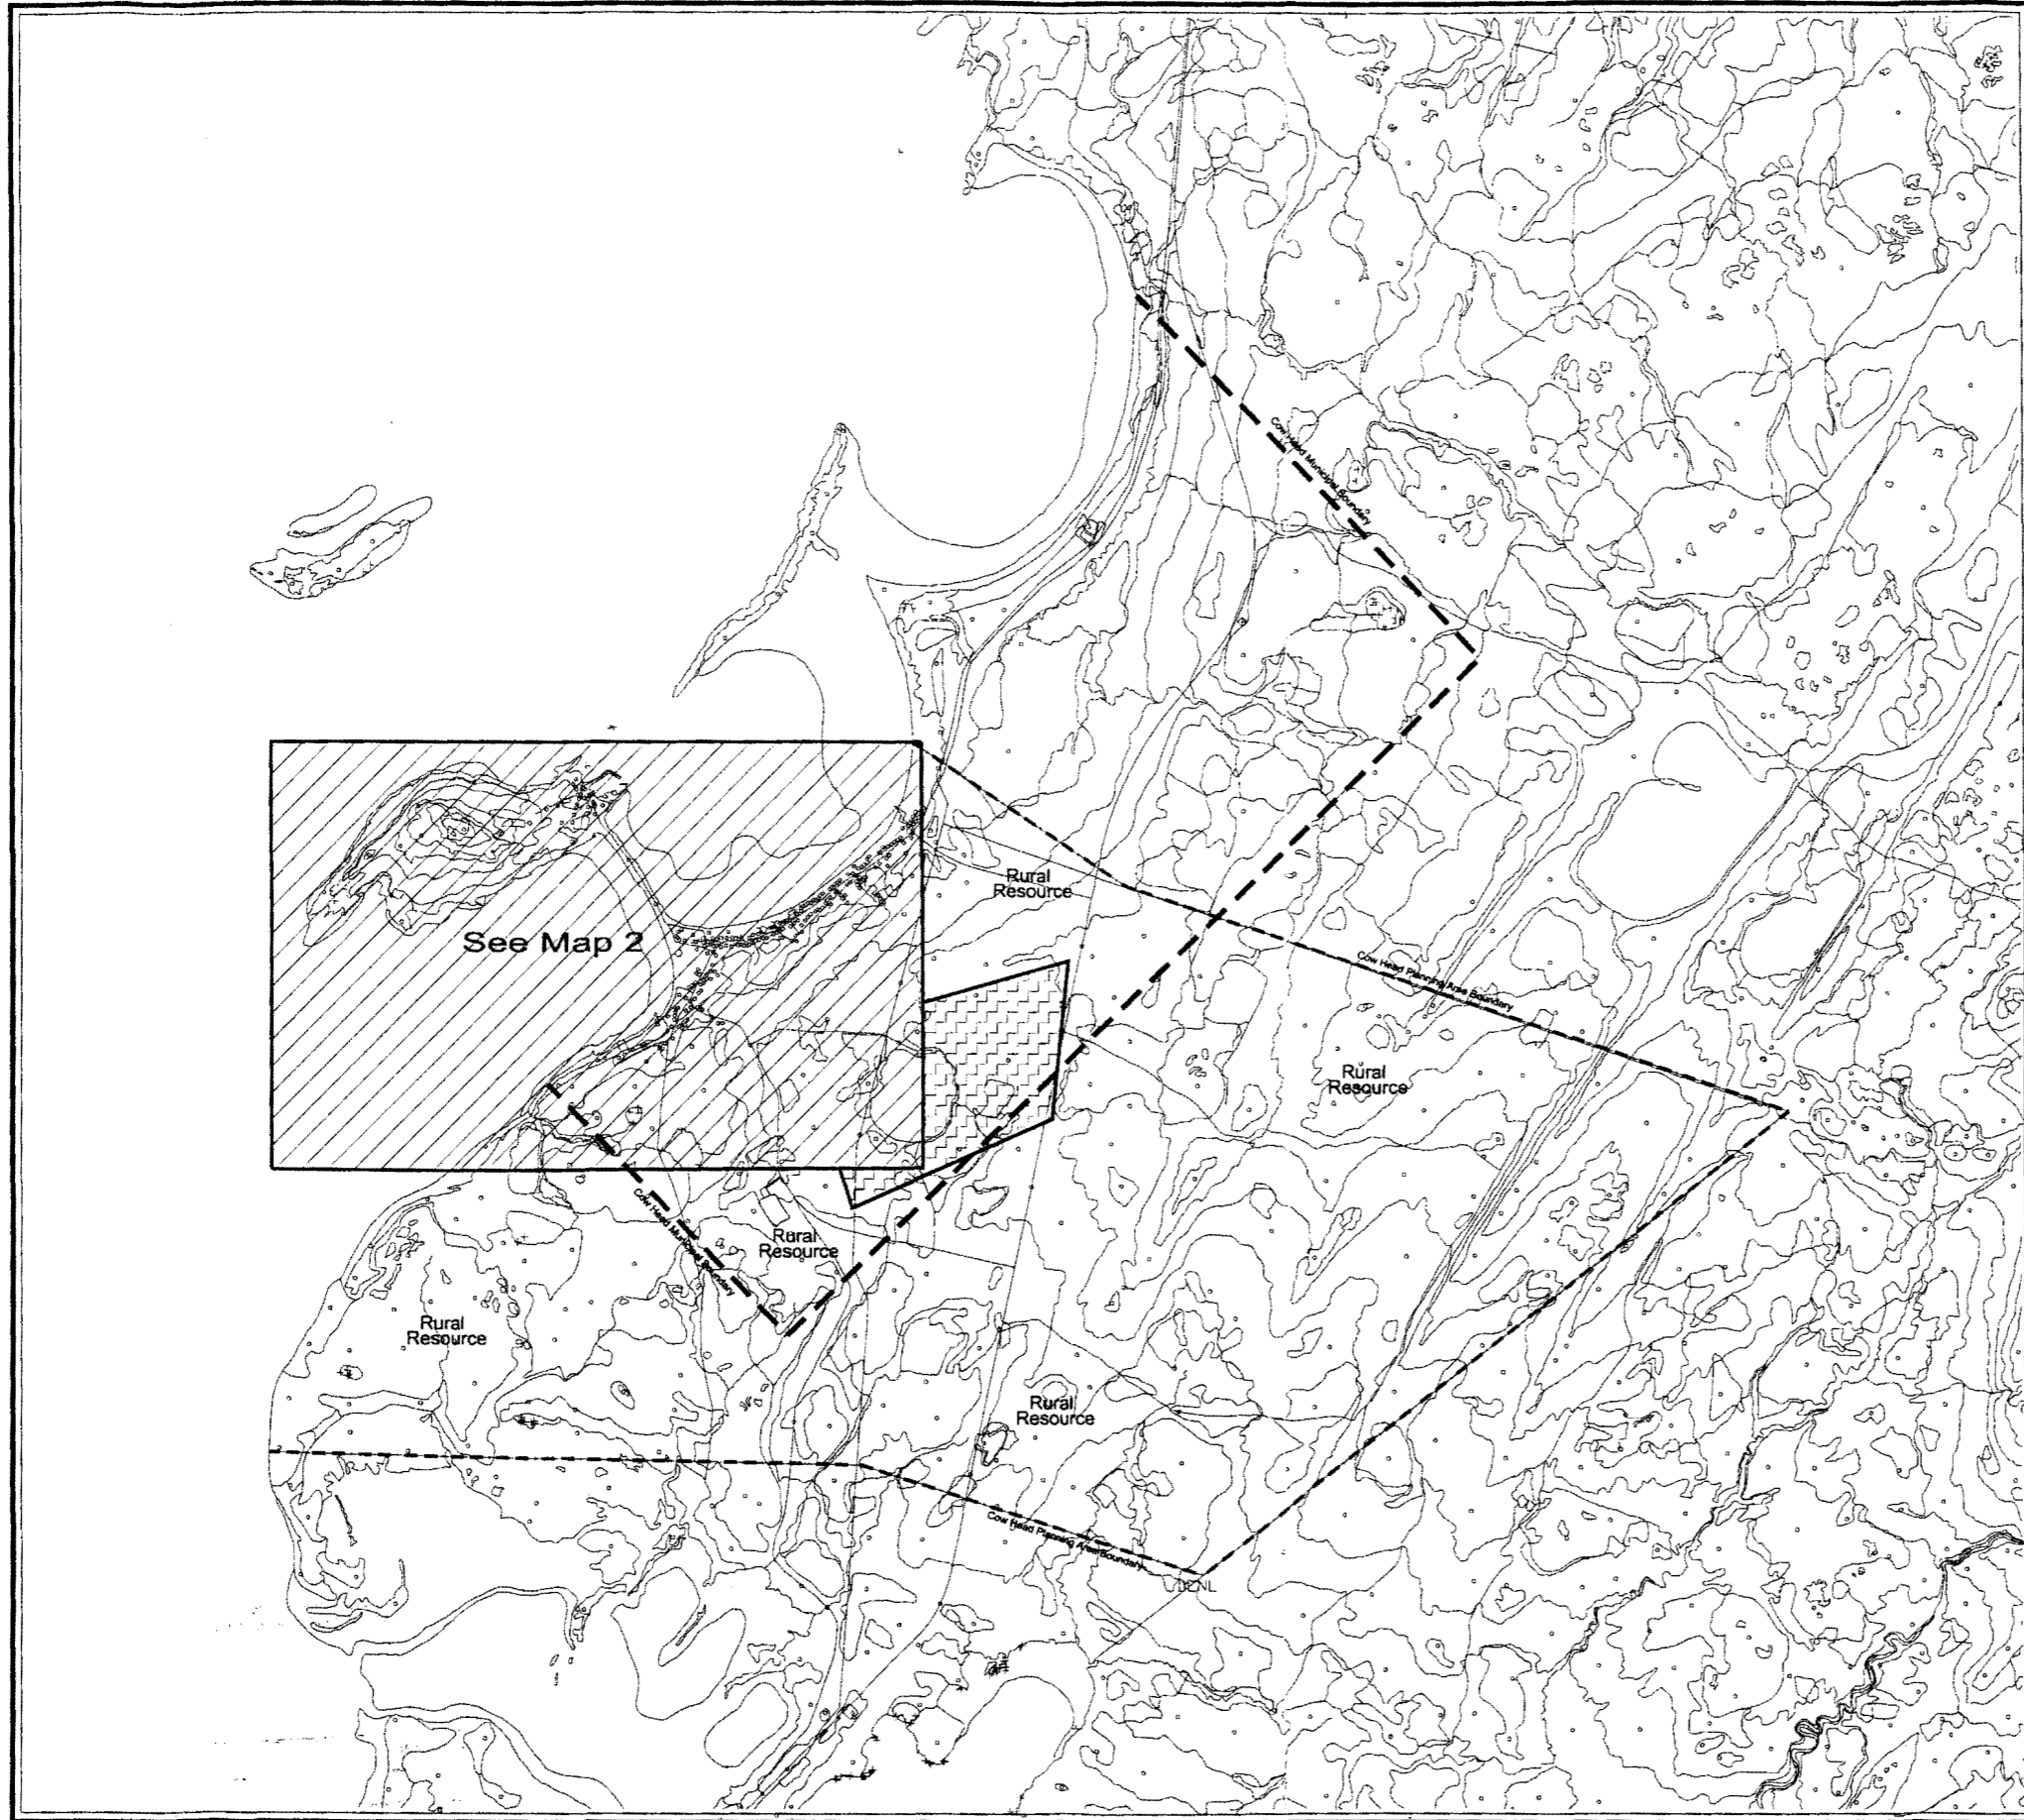 Cow Head Municipal Boundary
Rural
Resource
See Map 2
Cow Head Planning Area Boundary
Rural
Resource
Cow Head Municipal Boundary
Rural
Resource
Rural
Resource
Rural
Resource
Cow Head Planning Area Boundary